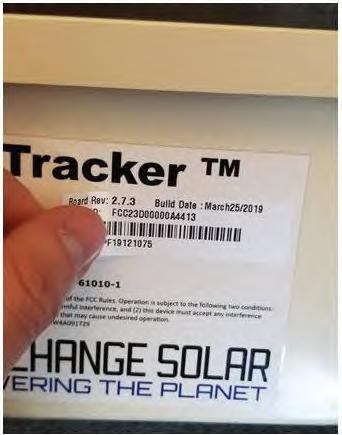 Tracker ™
Board Rev: 2.7.3 Build Date : March25/2019
D: FCC23D00000A4413
F19121075
61010-1
of the FCC Rules. Operation is subject to the following two conditions
mful interference, and (2) this device must accept any interference
that may cause undesired operation.
W4A091729
CHANGE SOLAR
VERING THE PLANET